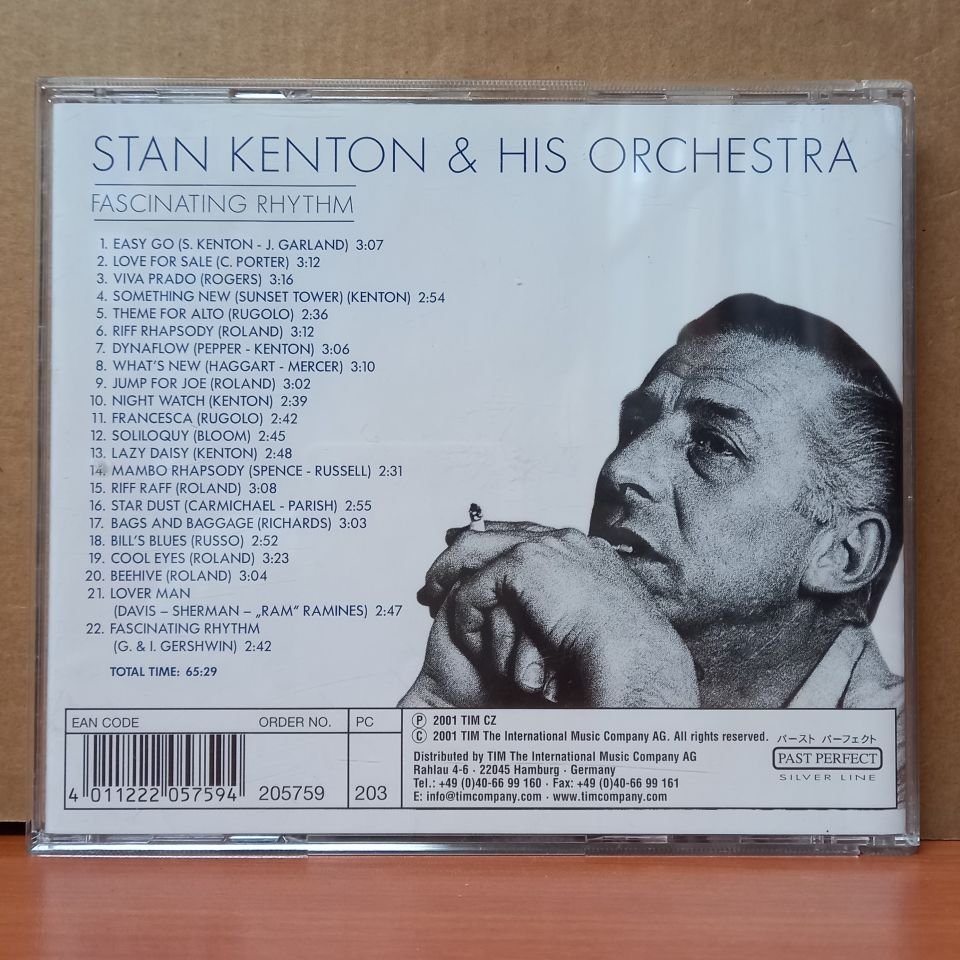 STAN KENTON & HIS ORCHESTRA
FASCINATING RHYTHM
1. EASY GO (S. KENTON - J. GARLAND) 3:07
2. LOVE FOR SALE (C. PORTER) 3:12
3. VIVA PRADO (ROGERS) 3:16
4. SOMETHING NEW (SUNSET TOWER) (KENTON) 2:54
5. THEME FOR ALTO (RUGOLO) 2:36
6. RIFF RHAPSODY (ROLAND) 3:12
7. DYNAFLOW (PEPPER - KENTON) 3:06
8. WHAT'S NEW (HAGGART - MERCER) 3:10
9. JUMP FOR JOE (ROLAND) 3:02
10. NIGHT WATCH (KENTON) 2:39
11. FRANCESCA (RUGOLO) 2:42
12. SOLILOQUY (BLOOM) 2:45
13. LAZY DAISY (KENTON) 2:48
14. MAMBO RHAPSODY (SPENCE - RUSSELL) 2:31
15. RIFF RAFF (ROLAND) 3:08
16. STAR DUST (CARMICHAEL - PARISH) 2:55
17. BAGS AND BAGGAGE (RICHARDS) 3:03
18. BILL'S BLUES (RUSSO) 2:52
19. COOL EYES (ROLAND) 3:23
20. BEEHIVE (ROLAND) 3:04
21. LOVER MAN
(DAVIS – SHERMAN – „RAM“ RAMINES) 2:47
22. FASCINATING RHYTHM
(G. & I. GERSHWIN) 2:42
TOTAL TIME: 65:29
EAN CODE
4 011222 057594
ORDER NO.
205759
PC
203
Ⓟ 2001 TIM CZ
© 2001 TIM The International Music Company AG. All rights reserved.
Distributed by TIM The International Music Company AG
Rahlau 4-6 · 22045 Hamburg · Germany
Tel.: +49 (0)40-66 99 160 · Fax: +49 (0)40-66 99 161
E: info@timcompany.com · www.timcompany.com
パースト パーフェクト
PAST PERFECT
SILVER LINE